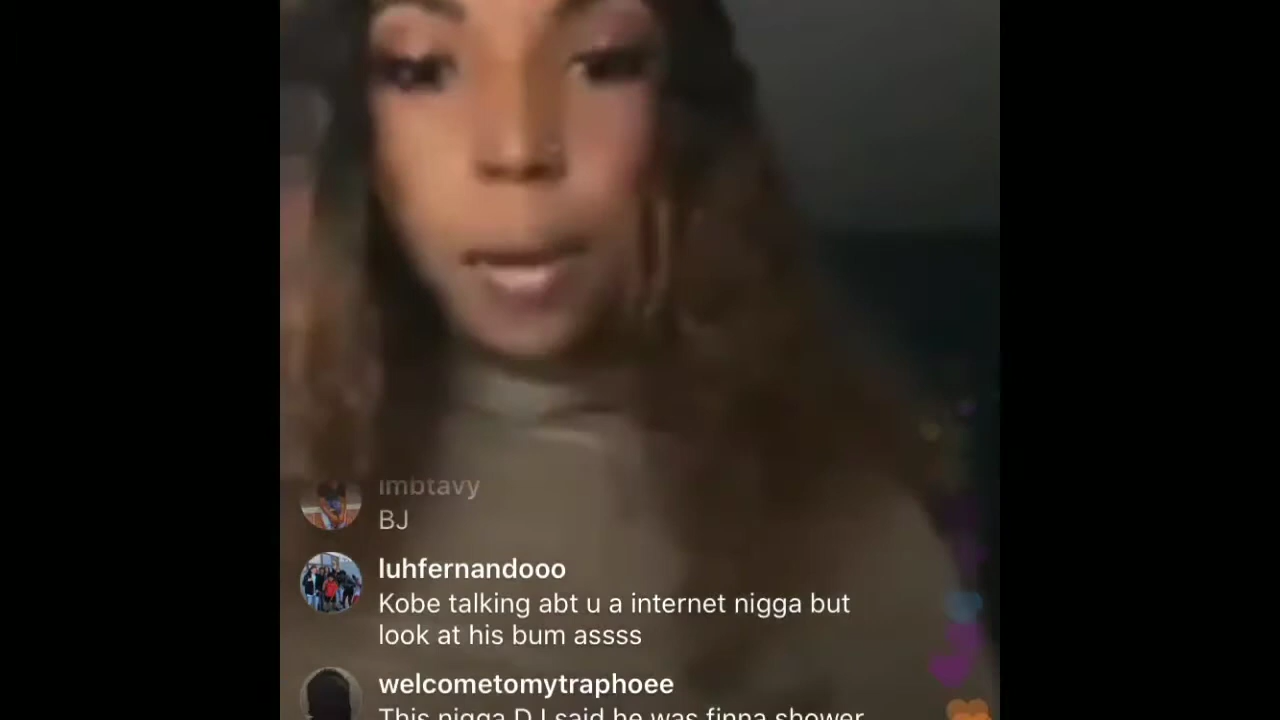 imbtavy
BJ
luhfernandooo
Kobe talking abt u a internet nigga but
look at his bum assss
welcometomytraphoee
This nigga DJ said he was finna shower